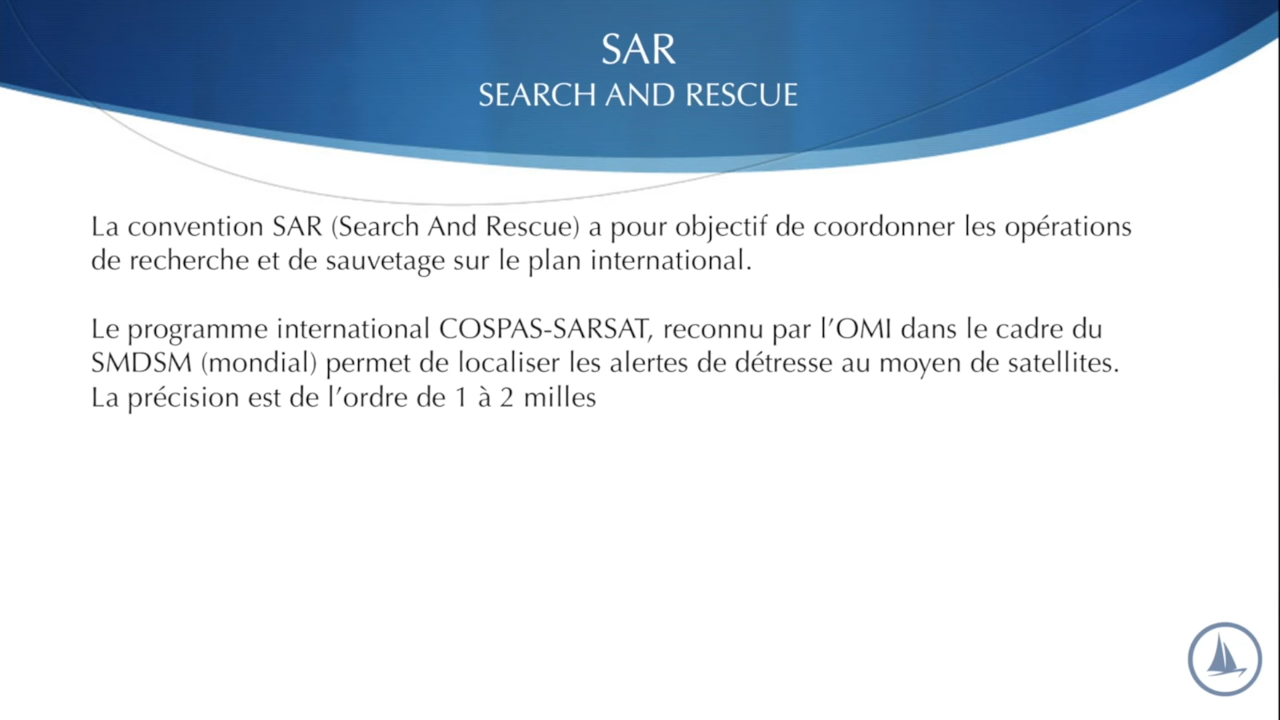 SAR
SEARCH AND RESCUE
La convention SAR (Search And Rescue) a pour objectif de coordonner les opérations
de recherche et de sauvetage sur le plan international.
Le programme international COSPAS-SARSAT, reconnu par l’OMI dans le cadre du
SMDSM (mondial) permet de localiser les alertes de détresse au moyen de satellites.
La précision est de l’ordre de 1 à 2 milles